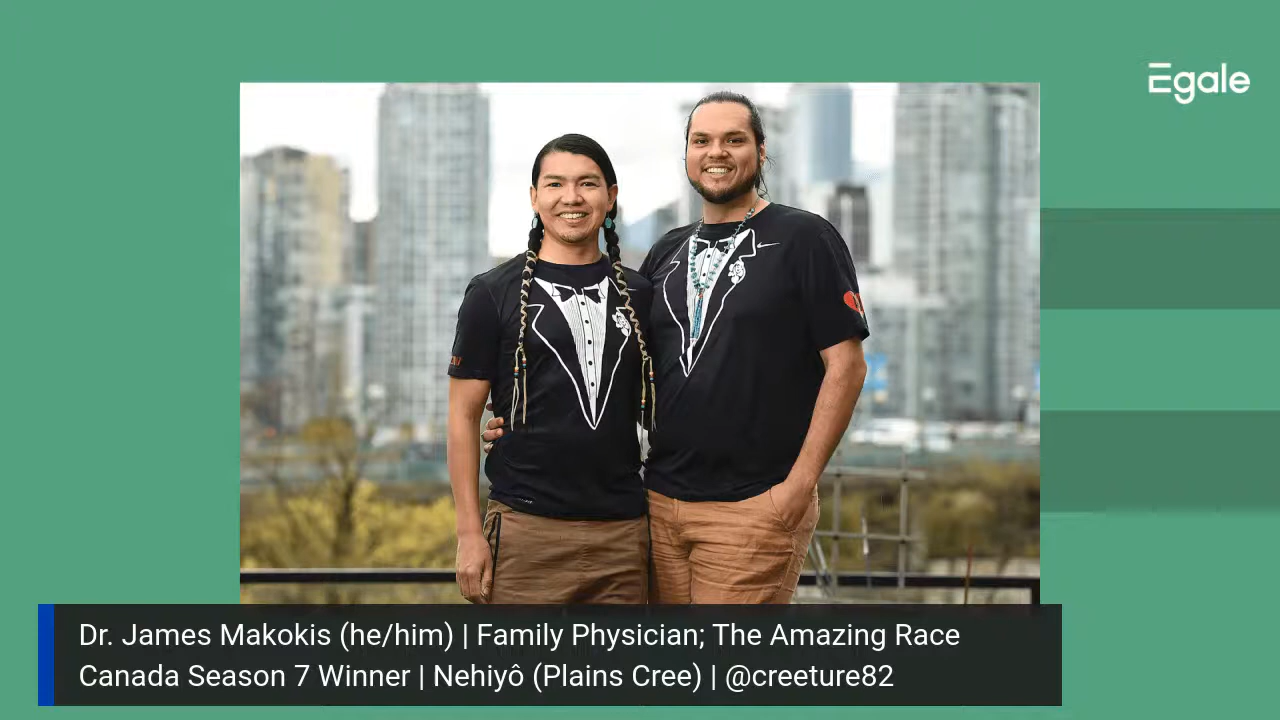 Egale
Dr. James Makokis (he/him) | Family Physician; The Amazing Race
Canada Season 7 Winner | Nehiyô (Plains Cree) | @creeture82